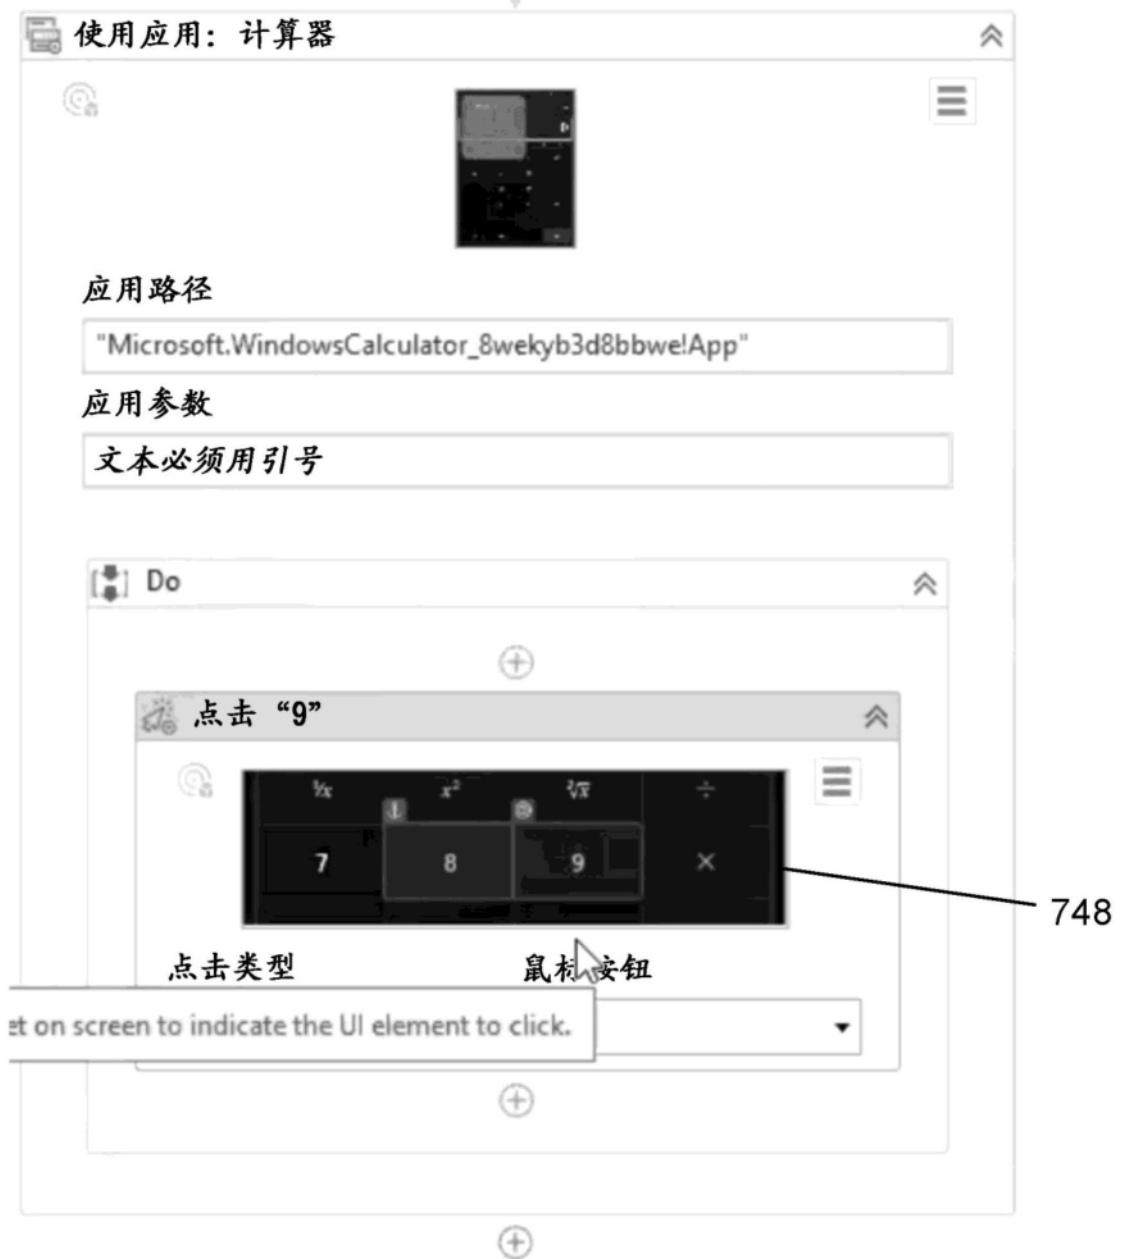 使用应用：计算器
应用路径
"Microsoft.WindowsCalculator_8wekyb3d8bbwe!App"
应用参数
文本必须用引号
Do
点击“9”
¹/x x² ²√x ÷
7 8 9 ×
748
点击类型 鼠标按钮
et on screen to indicate the UI element to click.